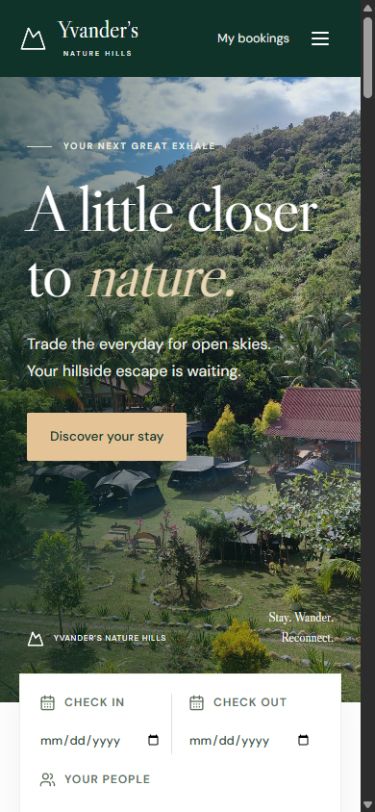 Yvander's
NATURE HILLS
My bookings
YOUR NEXT GREAT EXHALE
A little closer
to nature.
Trade the everyday for open skies.
Your hillside escape is waiting.
Discover your stay
Stay. Wander.
Reconnect.
YVANDER'S NATURE HILLS
CHECK IN
CHECK OUT
mm/dd/yyyy
mm/dd/yyyy
YOUR PEOPLE